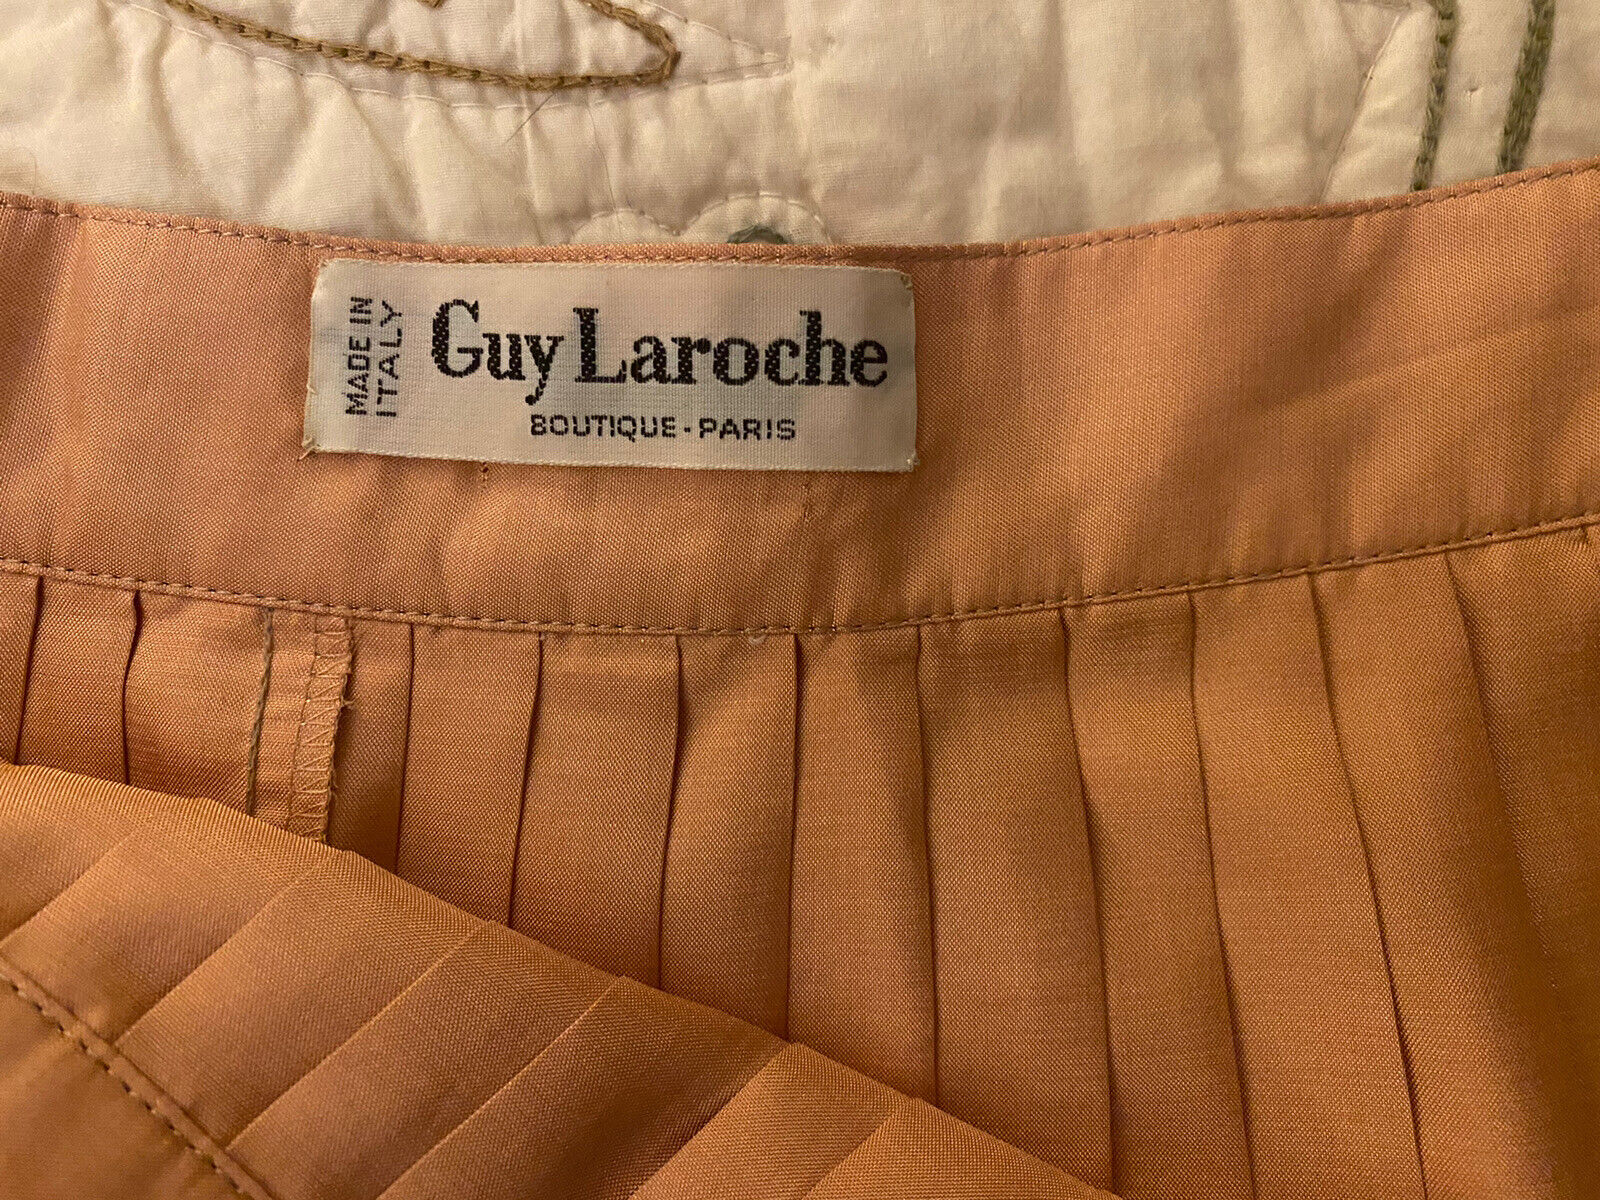 MADE IN
ITALY
Guy Laroche
BOUTIQUE - PARIS